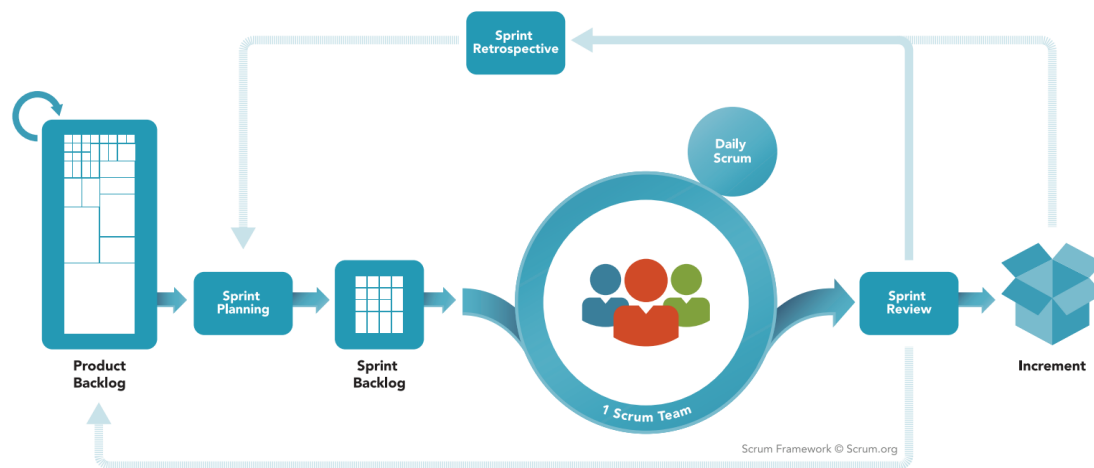 Sprint
Retrospective
Daily
Scrum
Sprint
Planning
Sprint
Review
Product
Backlog
Sprint
Backlog
Increment
1 Scrum Team
Scrum Framework © Scrum.org